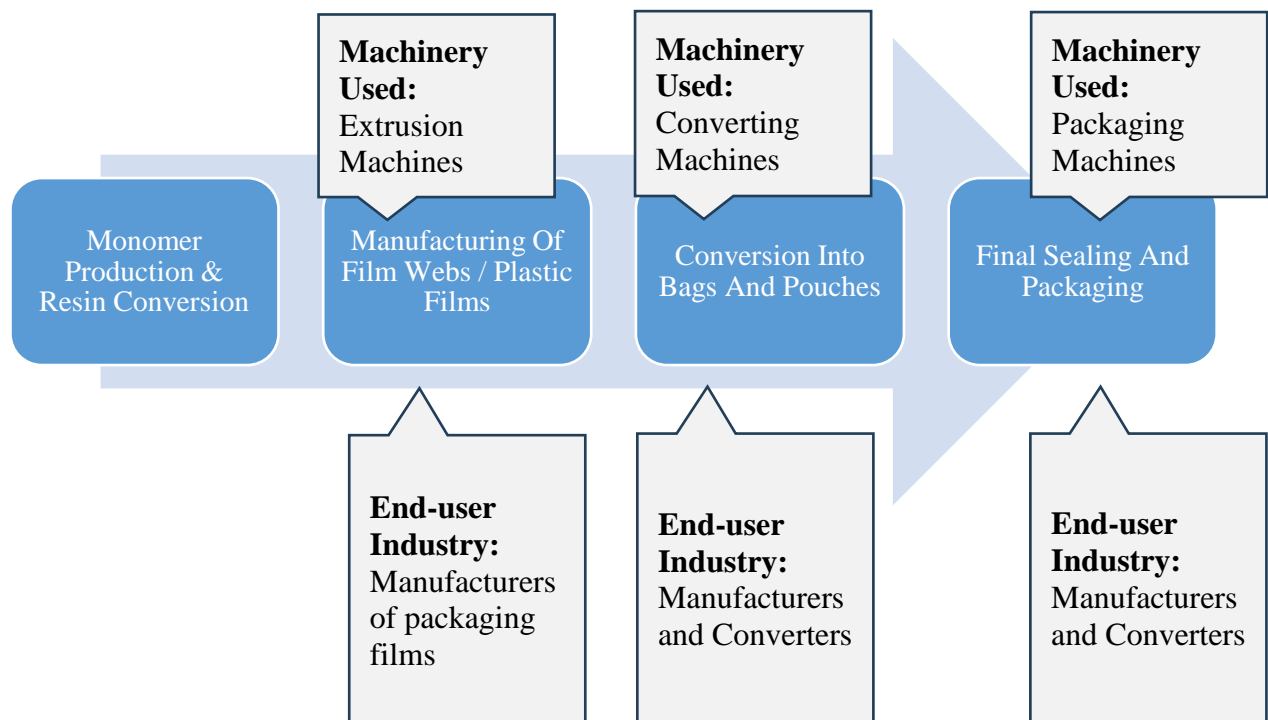 Machinery
Used:
Extrusion
Machines
Machinery
Used:
Converting
Machines
Machinery
Used:
Packaging
Machines
Monomer
Production &
Resin Conversion
Manufacturing Of
Film Webs / Plastic
Films
Conversion Into
Bags And Pouches
Final Sealing And
Packaging
End-user
Industry:
Manufacturers
of packaging
films
End-user
Industry:
Manufacturers
and Converters
End-user
Industry:
Manufacturers
and Converters